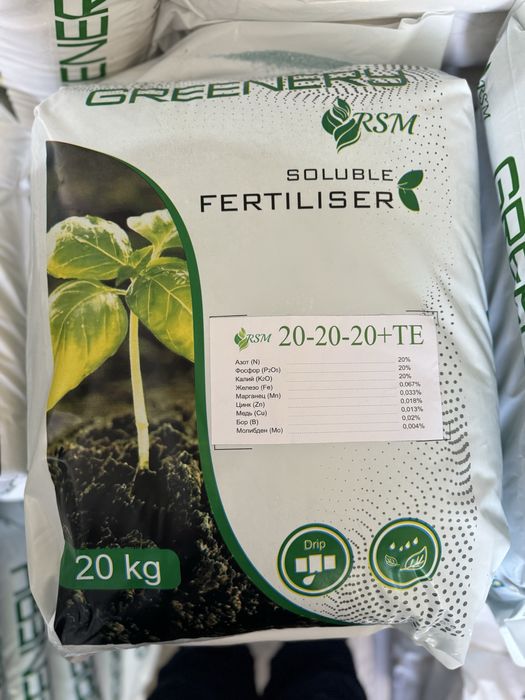 GREENERY
GREENERY
RSM
SOLUBLE
FERTILISER
RSM 20-20-20+TE
Азот (N) 20%
Фосфор (P₂O₅) 20%
Калий (K₂O) 20%
Железо (Fe) 0.067%
Марганец (Mn) 0,033%
Цинк (Zn) 0,018%
Медь (Cu) 0,013%
Бор (B) 0,02%
Молибден (Mo) 0,004%
Drip
20 kg